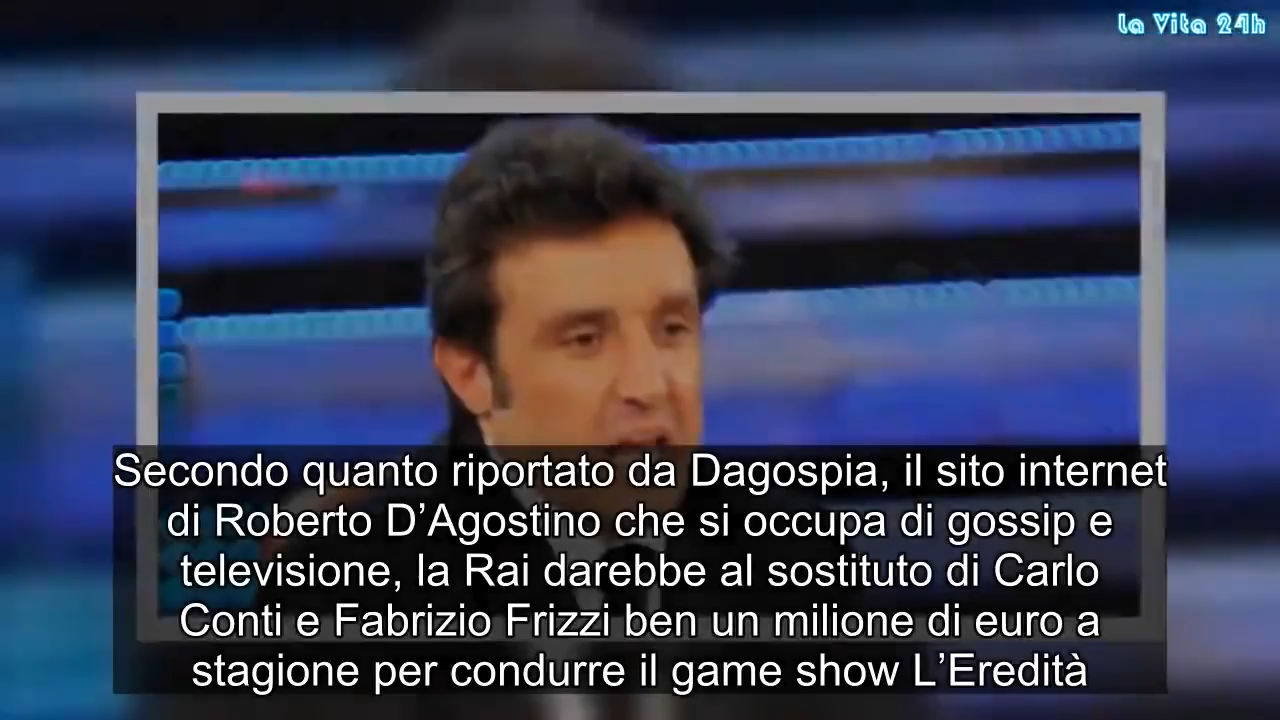 La Vita 24h
Secondo quanto riportato da Dagospia, il sito internet
di Roberto D’Agostino che si occupa di gossip e
televisione, la Rai darebbe al sostituto di Carlo
Conti e Fabrizio Frizzi ben un milione di euro a
stagione per condurre il game show L’Eredità